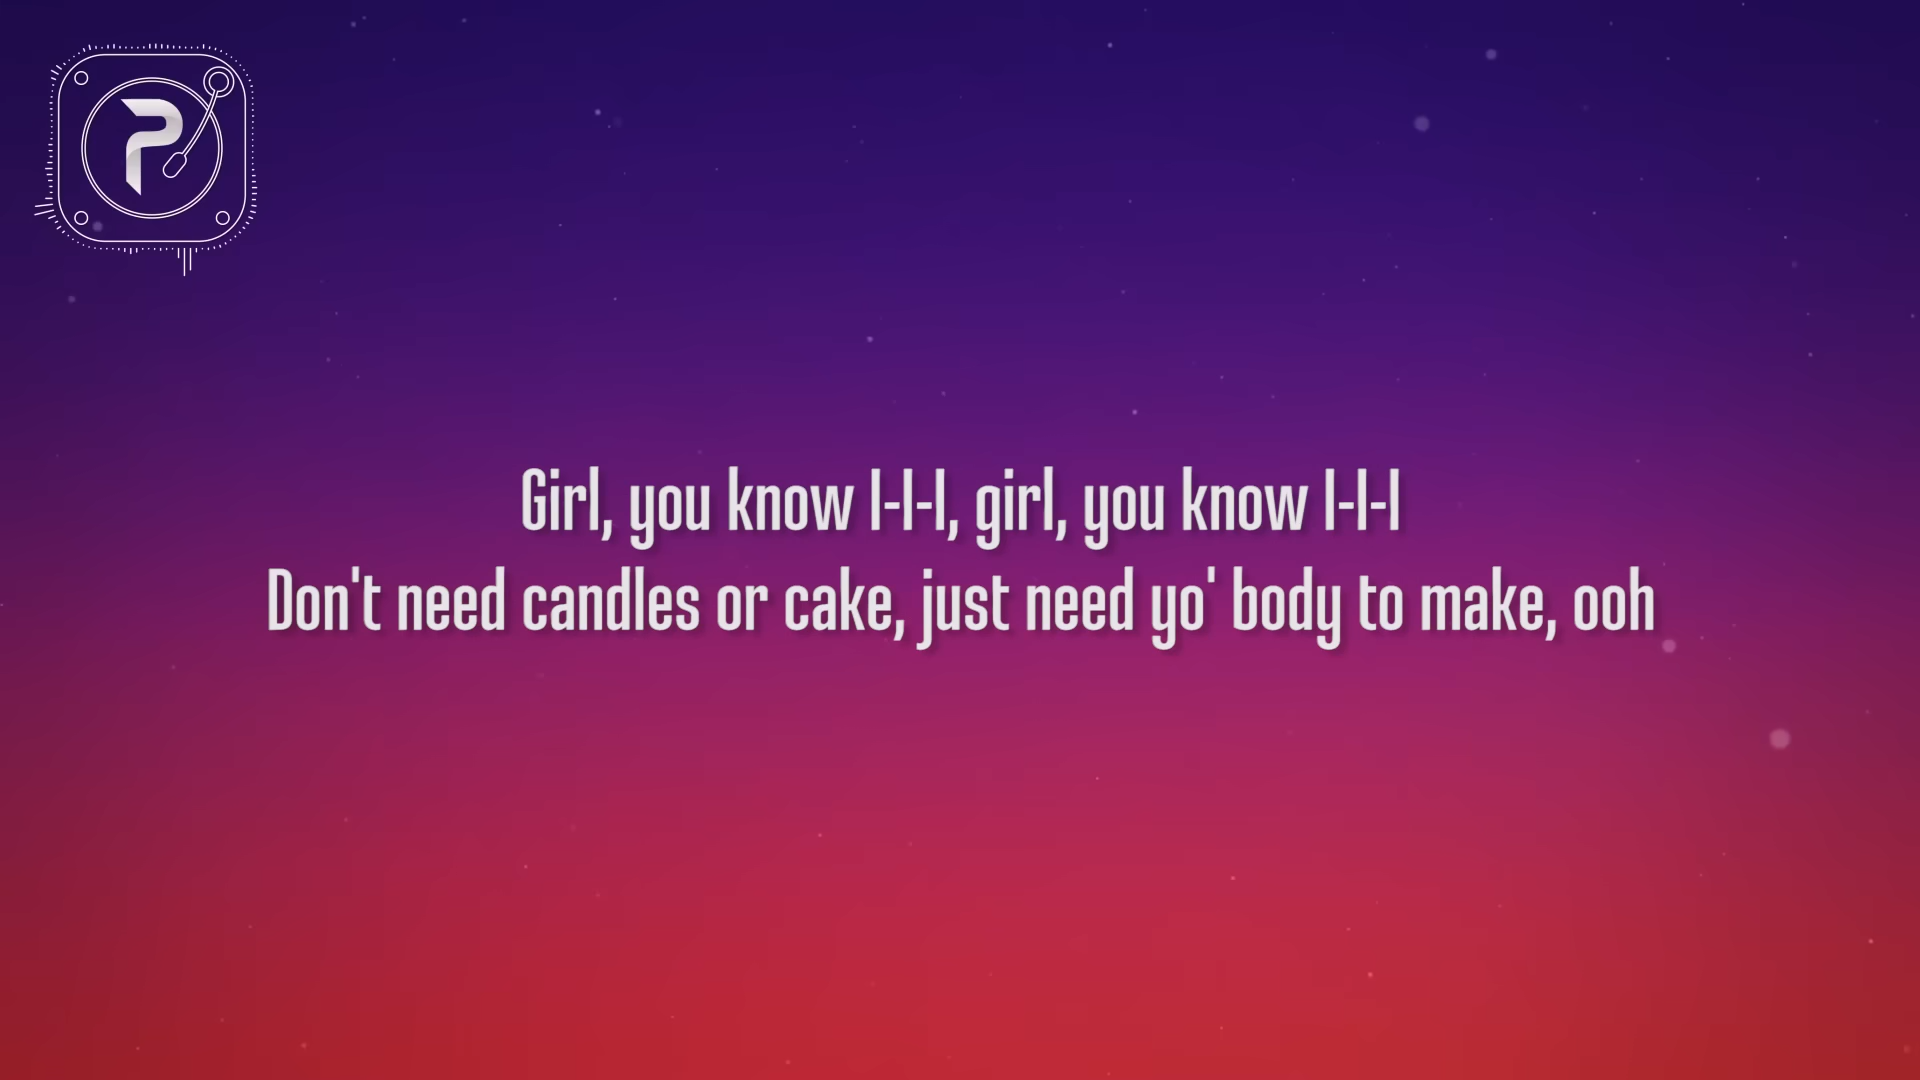 P
Girl, you know I-I-I, girl, you know I-I-I
Don't need candles or cake, just need yo' body to make, ooh